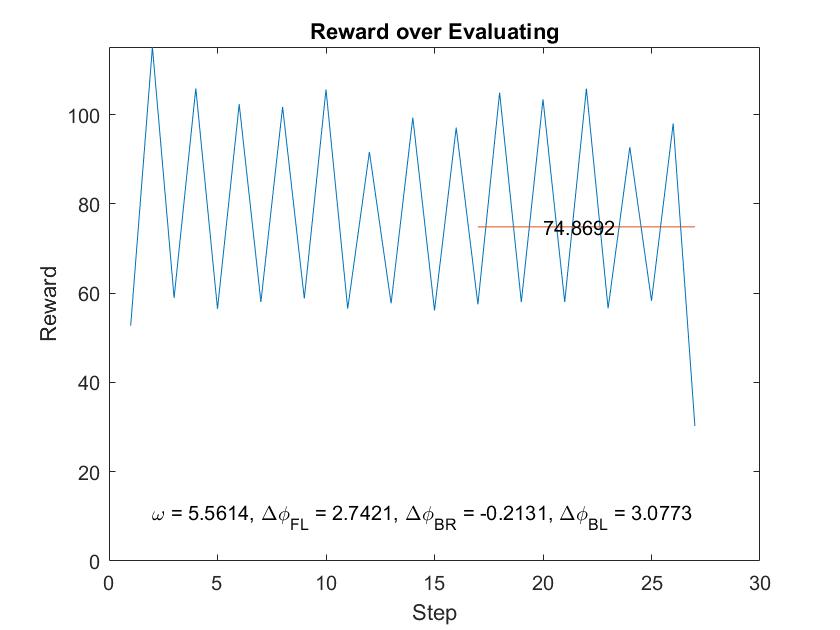 Reward over Evaluating
100
80
60
40
20
0
Reward
74.8692
ω = 5.5614, Δϕ_FL = 2.7421, Δϕ_BR = -0.2131, Δϕ_BL = 3.0773
0 5 10 15 20 25 30
Step